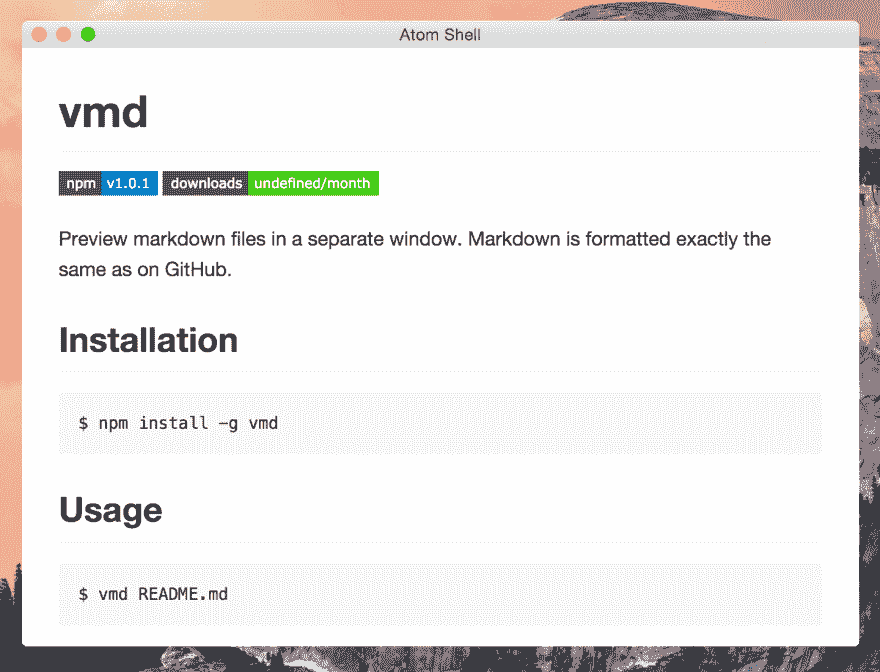 Atom Shell
vmd
npm v1.0.1 downloads undefined/month
Preview markdown files in a separate window. Markdown is formatted exactly the
same as on GitHub.
Installation
$ npm install -g vmd
Usage
$ vmd README.md